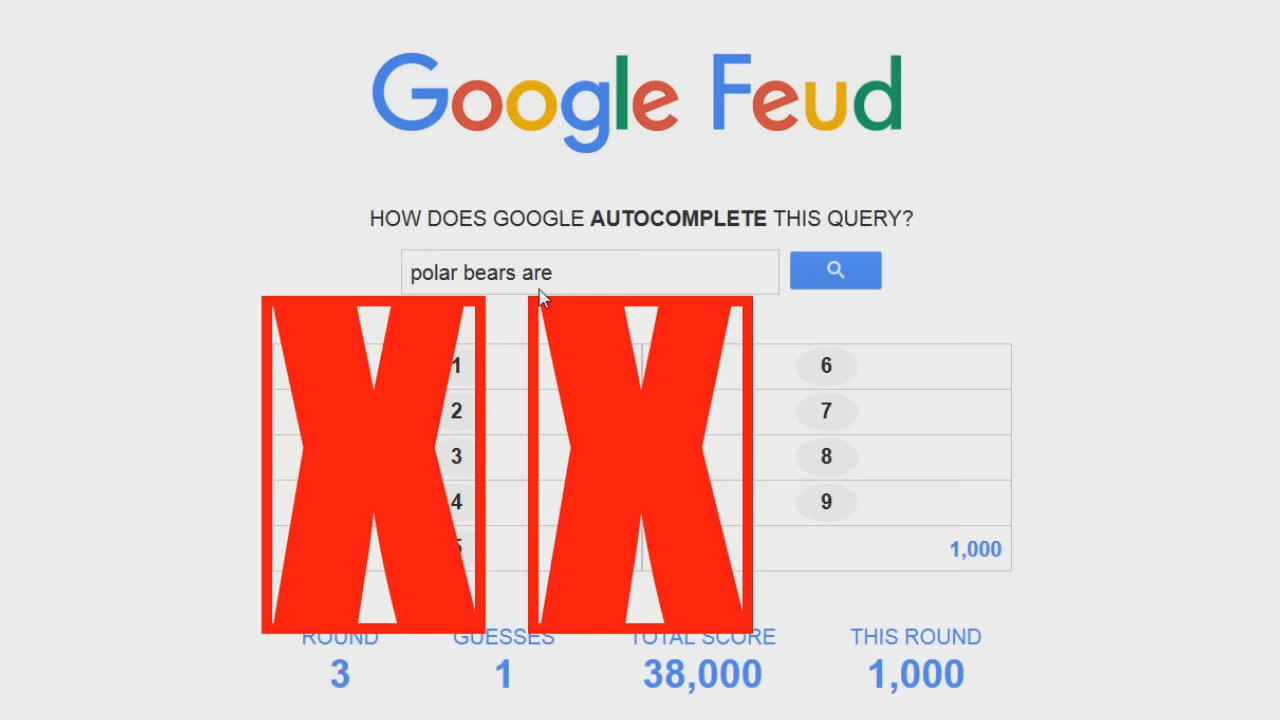 Google Feud
HOW DOES GOOGLE AUTOCOMPLETE THIS QUERY?
polar bears are
X X
1 6
2 7
3 8
4 9
5 1,000
ROUND GUESSES TOTAL SCORE THIS ROUND
3 1 38,000 1,000